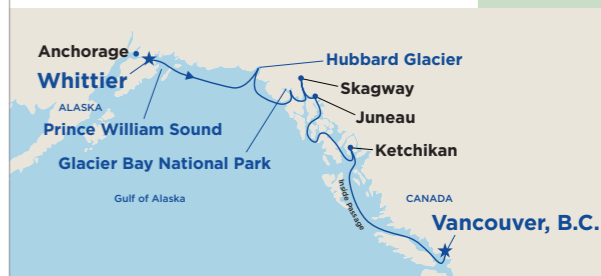 Anchorage
Whittier
ALASKA
Prince William Sound
Glacier Bay National Park
Gulf of Alaska
Hubbard Glacier
Skagway
Juneau
Ketchikan
Inside Passage
CANADA
Vancouver, B.C.